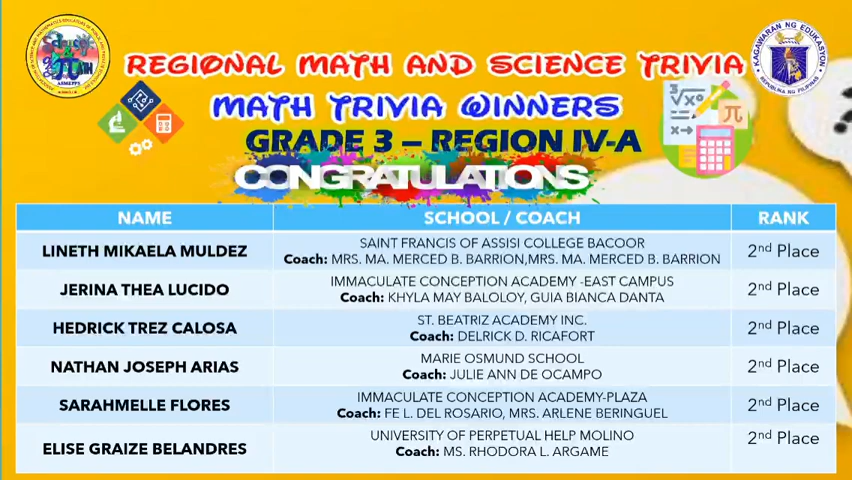 REGIONAL MATH AND SCIENCE TRIVIA
MATH TRIVIA WINNERS
GRADE 3 – REGION IV-A
CONGRATULATIONS
NAME SCHOOL / COACH RANK
LINETH MIKAELA MULDEZ
SAINT FRANCIS OF ASSISI COLLEGE BACOOR
Coach: MRS. MA. MERCED B. BARRION,MRS. MA. MERCED B. BARRION
2nd Place
JERINA THEA LUCIDO
IMMACULATE CONCEPTION ACADEMY -EAST CAMPUS
Coach: KHYLA MAY BALOLOY, GUIA BIANCA DANTA
2nd Place
HEDRICK TREZ CALOSA
ST. BEATRIZ ACADEMY INC.
Coach: DELRICK D. RICAFORT
2nd Place
NATHAN JOSEPH ARIAS
MARIE OSMUND SCHOOL
Coach: JULIE ANN DE OCAMPO
2nd Place
SARAHMELLE FLORES
IMMACULATE CONCEPTION ACADEMY-PLAZA
Coach: FE L. DEL ROSARIO, MRS. ARLENE BERINGUEL
2nd Place
ELISE GRAIZE BELANDRES
UNIVERSITY OF PERPETUAL HELP MOLINO
Coach: MS. RHODORA L. ARGAME
2nd Place
KAGAWARAN NG EDUKASYON
REPUBLIKA NG PILIPINAS